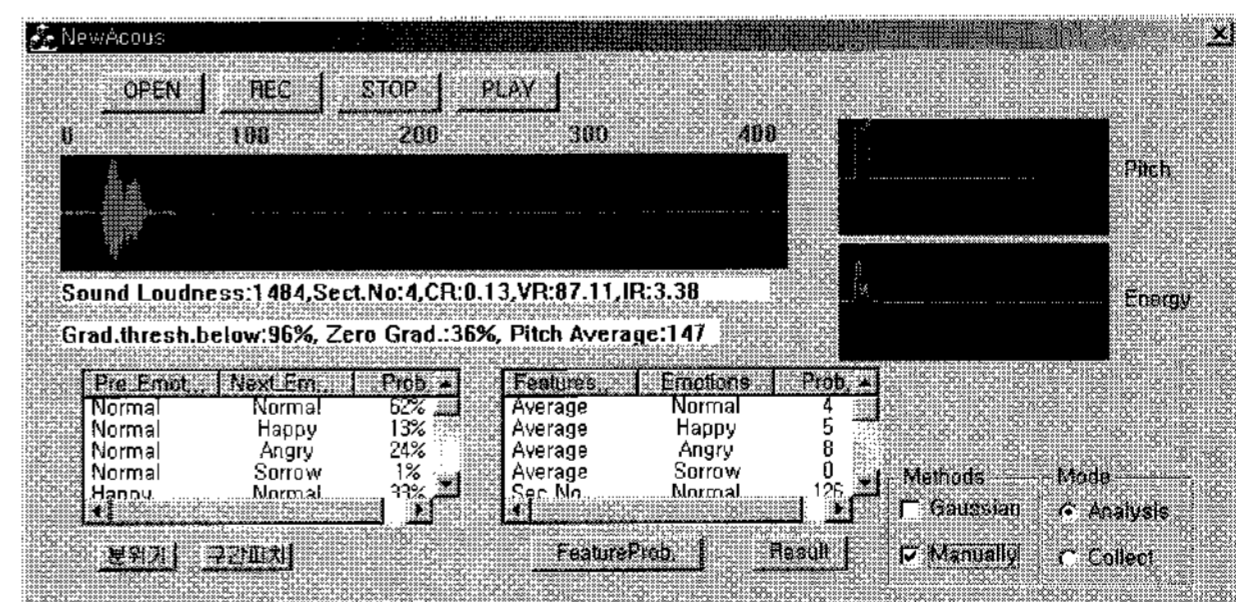 NewAcous
OPEN REC STOP PLAY
0 100 200 300 400
Pitch
Energy
Sound Loudness:1484,Sect.No:4,CR:0.13,VR:87.11,IR:3.38
Grad.thresh.below:96%, Zero Grad.:36%, Pitch Average:147
Pre_Emot... Next_Em... Prob
Normal Normal 62%
Normal Happy 13%
Normal Angry 24%
Normal Sorrow 1%
Happy Normal 33%
Features... Emotions Prob.
Average Normal 4
Average Happy 5
Average Angry 8
Average Sorrow 0
Sec No Normal 126
Methods
Gaussian
Manually
Mode
Analysis
Collect
분위기 구간피치 FeatureProb. Result